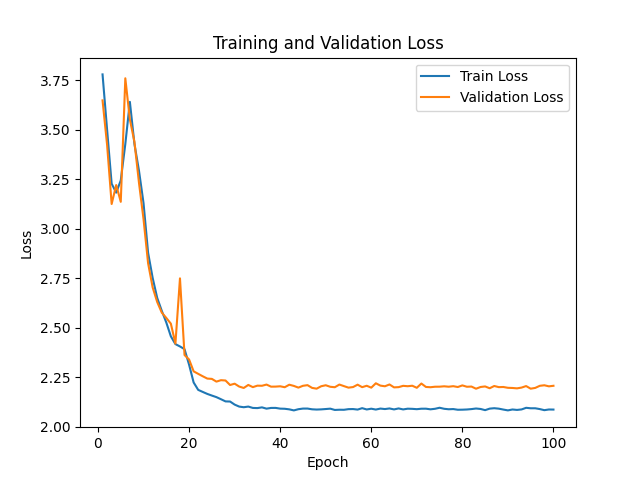 Training and Validation Loss
Train Loss
Validation Loss
3.75
3.50
3.25
3.00
2.75
2.50
2.25
2.00
Loss
0
20
40
60
80
100
Epoch